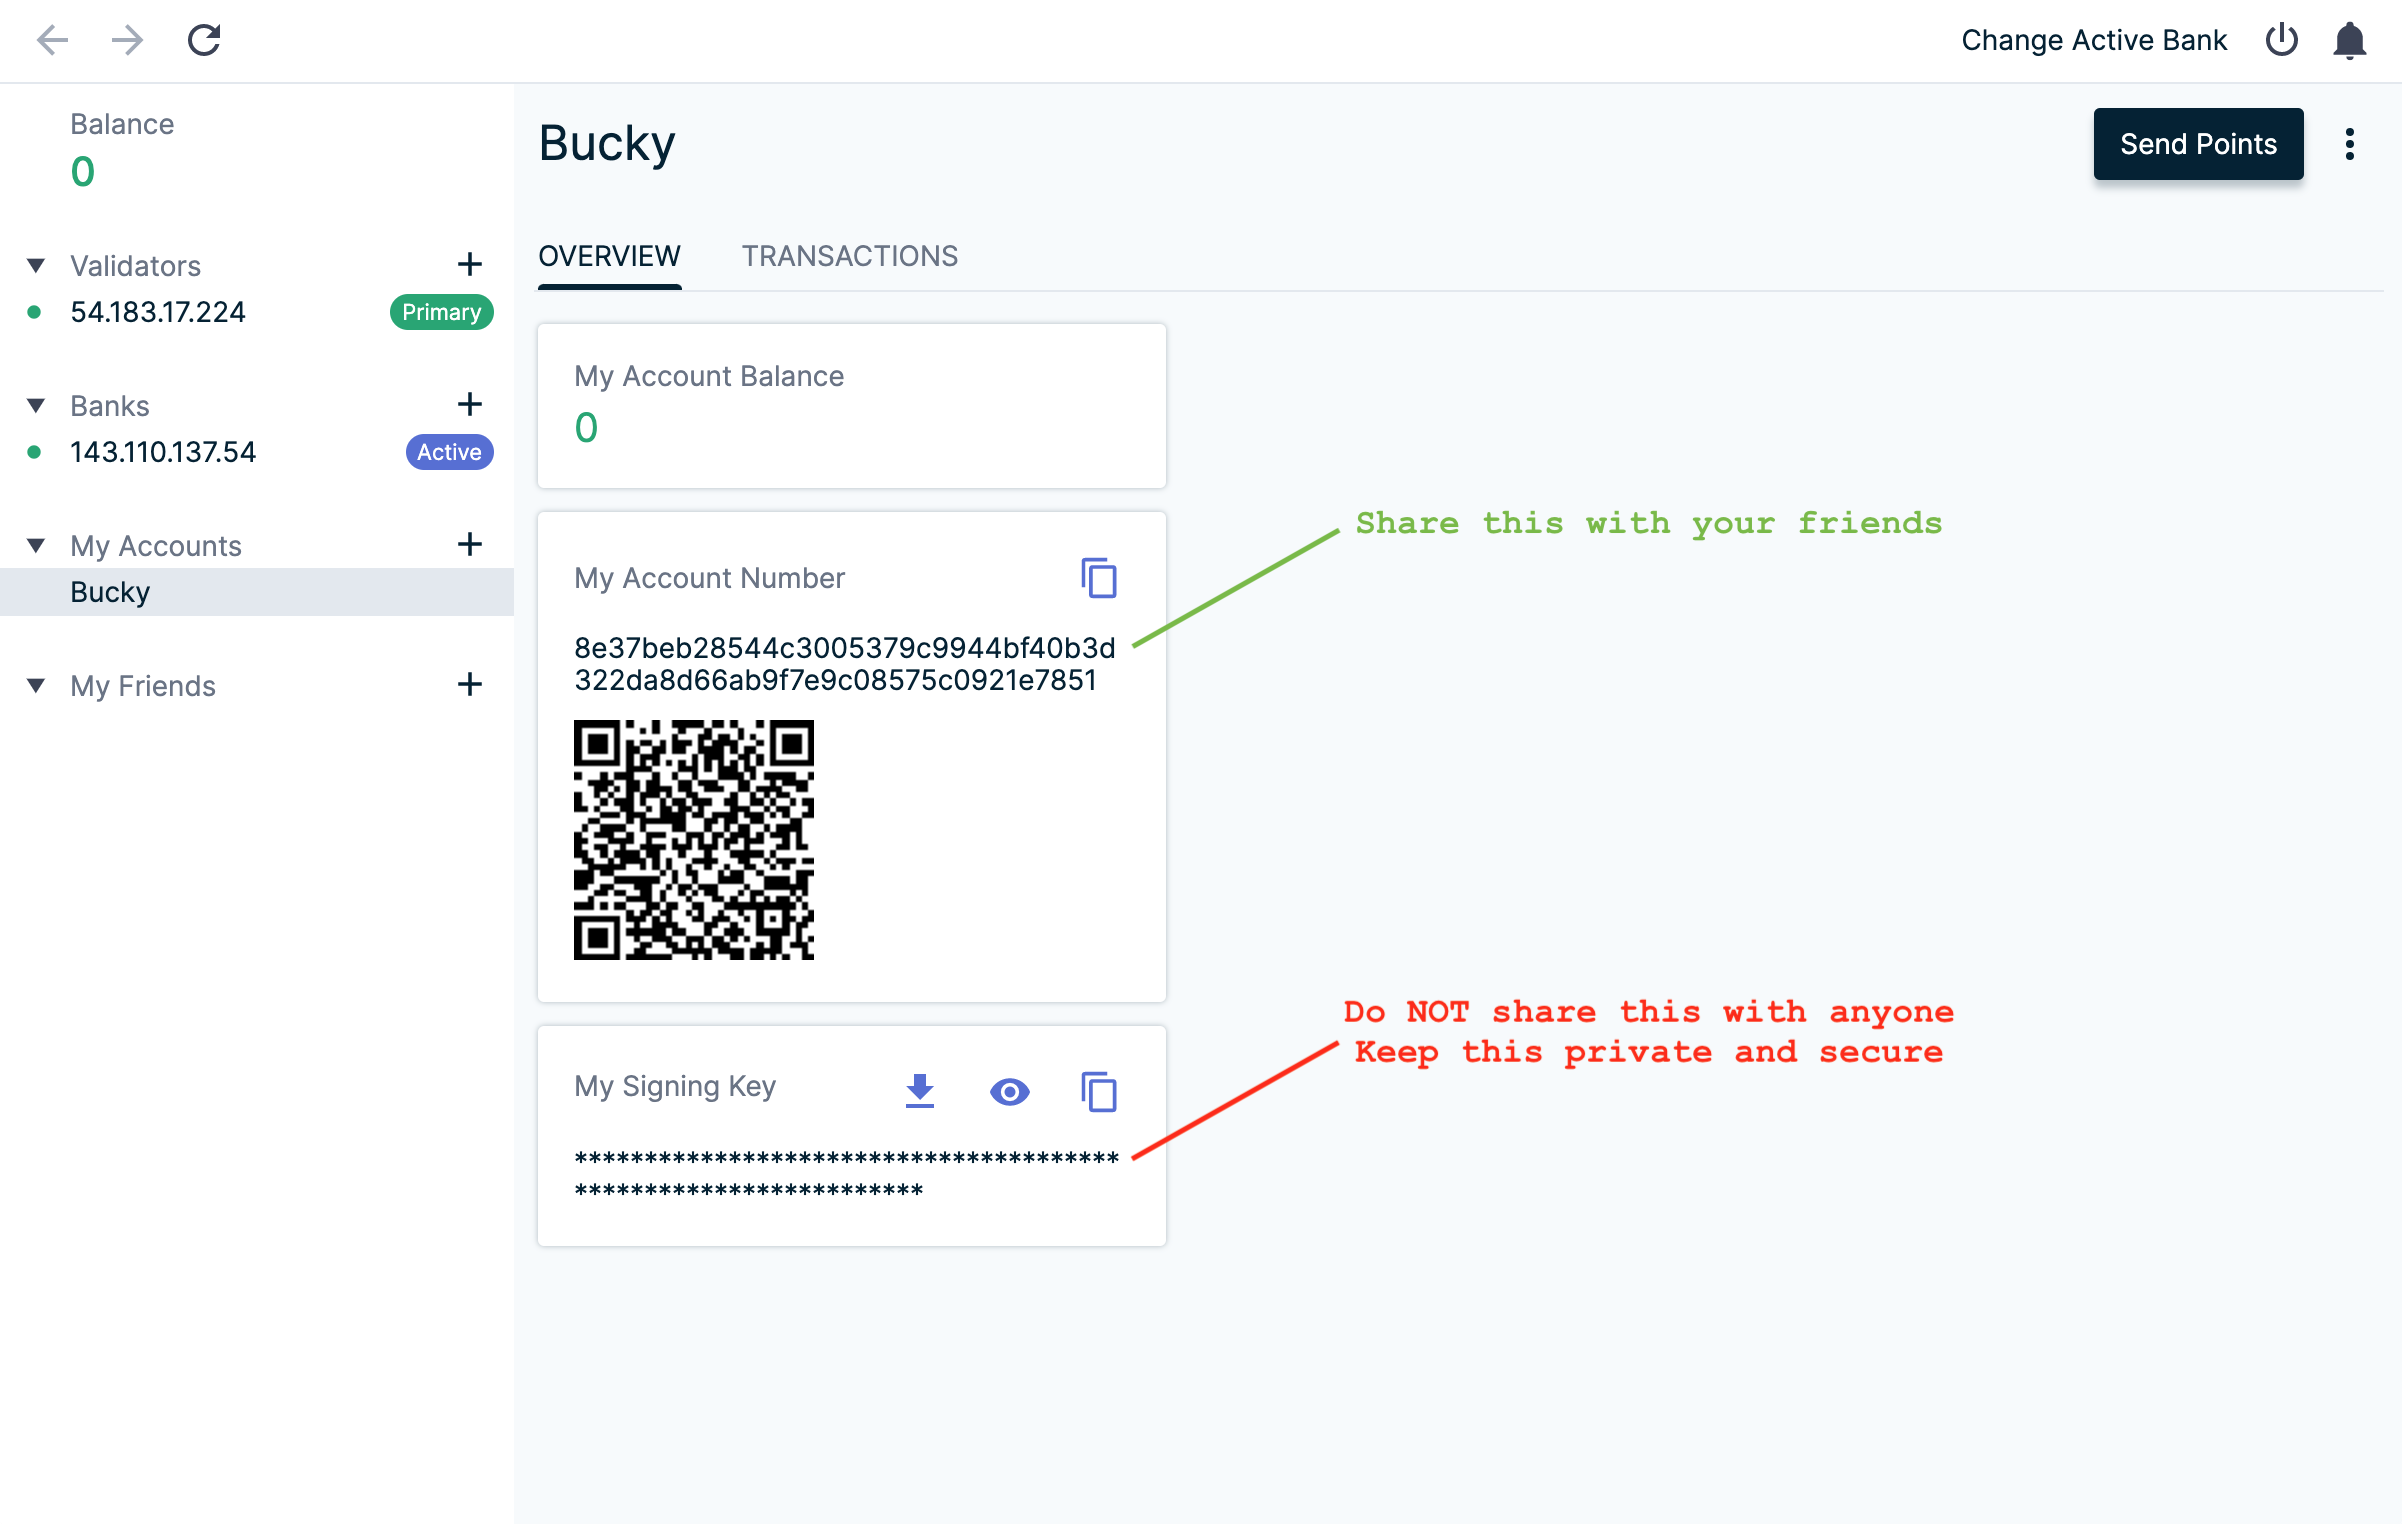 Change Active Bank
Balance
0
Validators
54.183.17.224
Primary
Banks
143.110.137.54
Active
My Accounts
Bucky
My Friends
Bucky
Send Points
OVERVIEW
TRANSACTIONS
My Account Balance
0
My Account Number
8e37beb28544c3005379c9944bf40b3d
322da8d66ab9f7e9c08575c0921e7851
Share this with your friends
My Signing Key
***************************************
*************************
Do NOT share this with anyone
Keep this private and secure